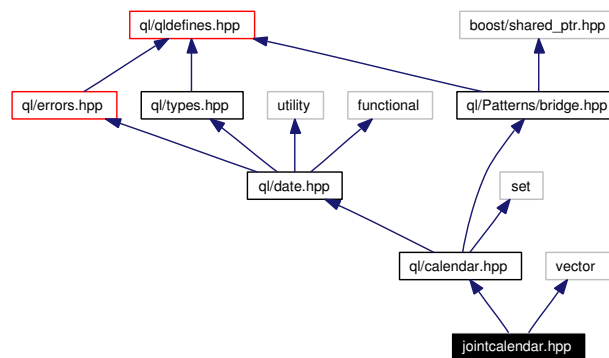 ql/qldefines.hpp
boost/shared_ptr.hpp
ql/errors.hpp
ql/types.hpp
utility
functional
ql/Patterns/bridge.hpp
ql/date.hpp
set
ql/calendar.hpp
vector
jointcalendar.hpp